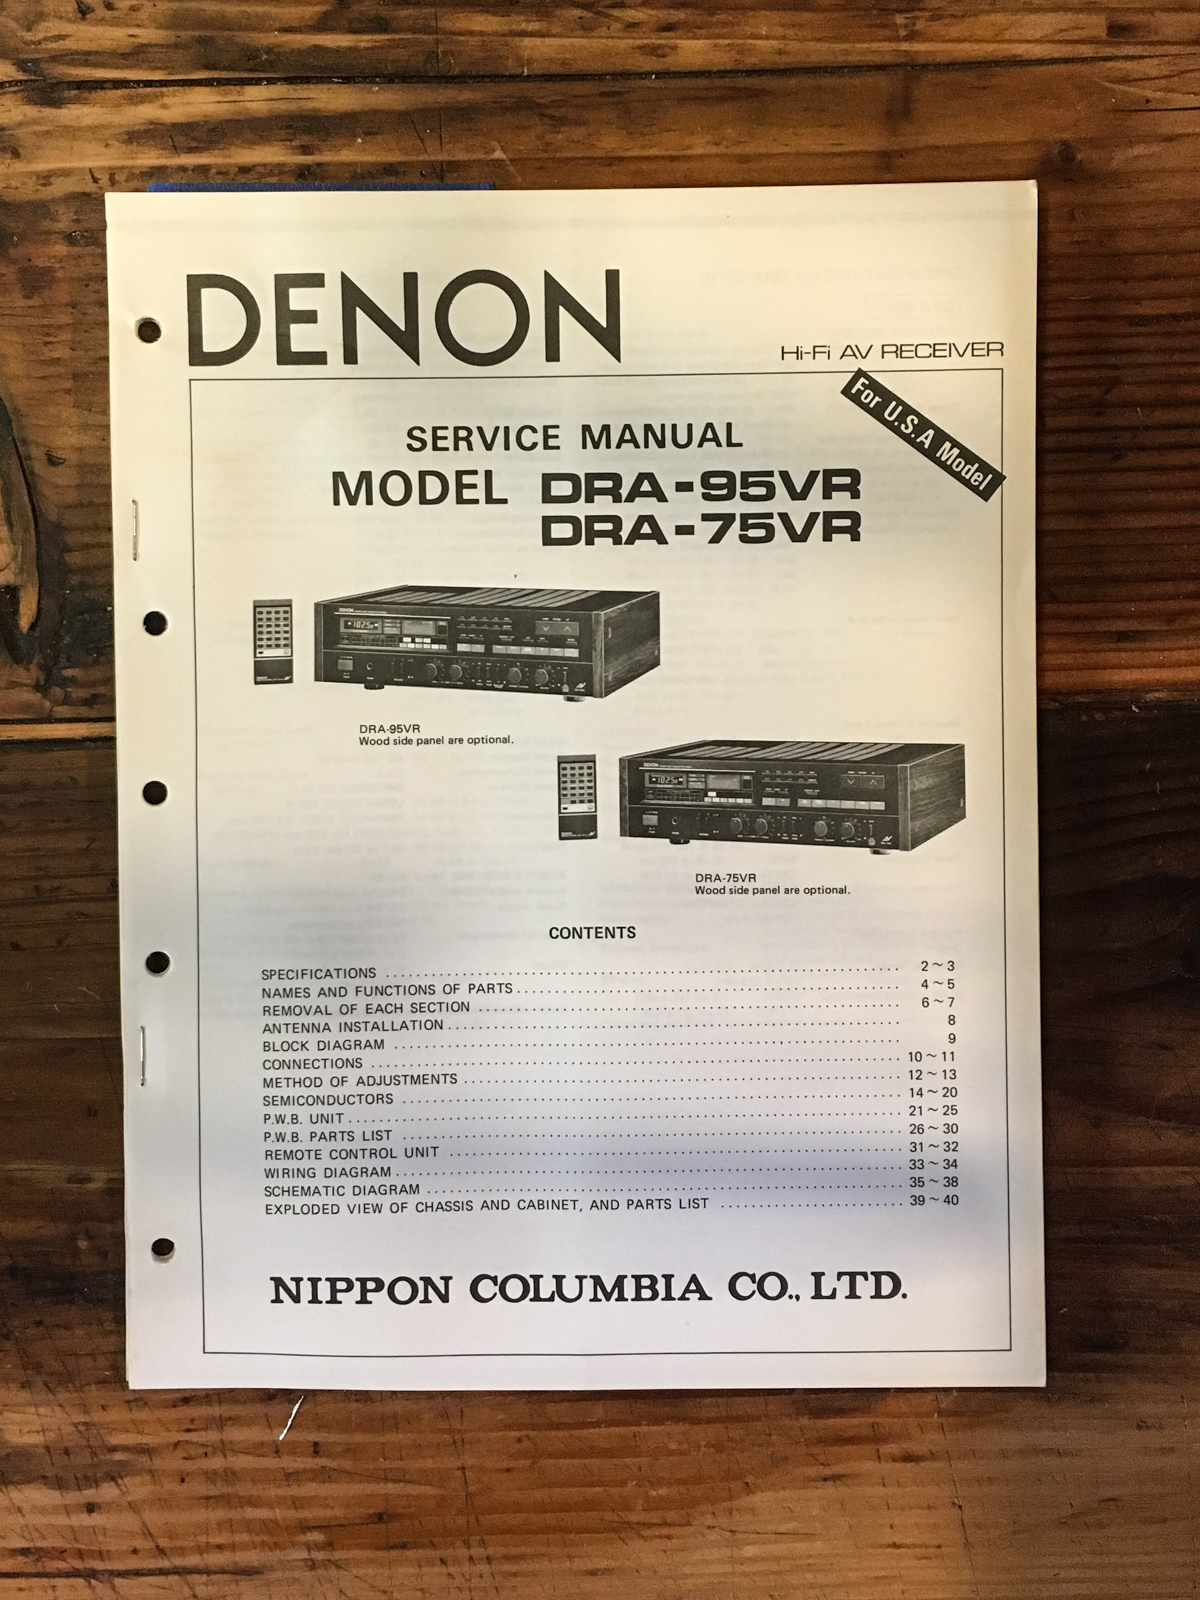 DENON
Hi-Fi AV RECEIVER
For U.S.A Model
SERVICE MANUAL
MODEL DRA-95VR
DRA-75VR
DENON
DRA-95VR
Wood side panel are optional.
DENON
DRA-75VR
Wood side panel are optional.
CONTENTS
SPECIFICATIONS 2~3
NAMES AND FUNCTIONS OF PARTS 4~5
REMOVAL OF EACH SECTION 6~7
ANTENNA INSTALLATION 8
BLOCK DIAGRAM 9
CONNECTIONS 10~11
METHOD OF ADJUSTMENTS 12~13
SEMICONDUCTORS 14~20
P.W.B. UNIT 21~25
P.W.B. PARTS LIST 26~30
REMOTE CONTROL UNIT 31~32
WIRING DIAGRAM 33~34
SCHEMATIC DIAGRAM 35~38
EXPLODED VIEW OF CHASSIS AND CABINET, AND PARTS LIST 39~40
NIPPON COLUMBIA CO., LTD.